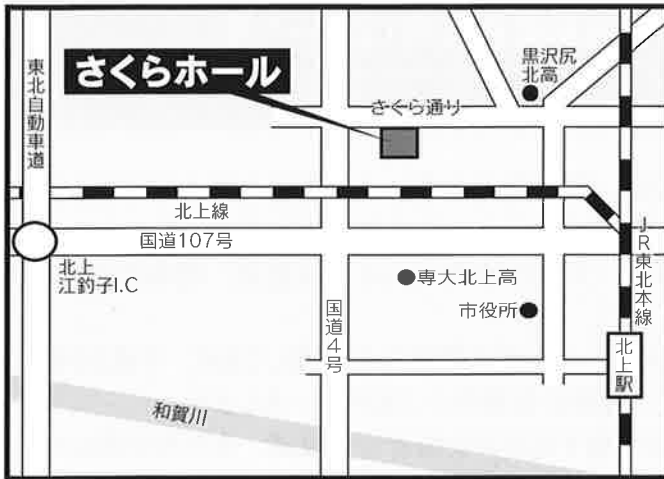 東北自動車道
さくらホール
黒沢尻
北高
さくら通り
北上線
国道107号
北上
江釣子I.C
専大北上高
市役所
国道4号
JR東北本線
北上駅
和賀川